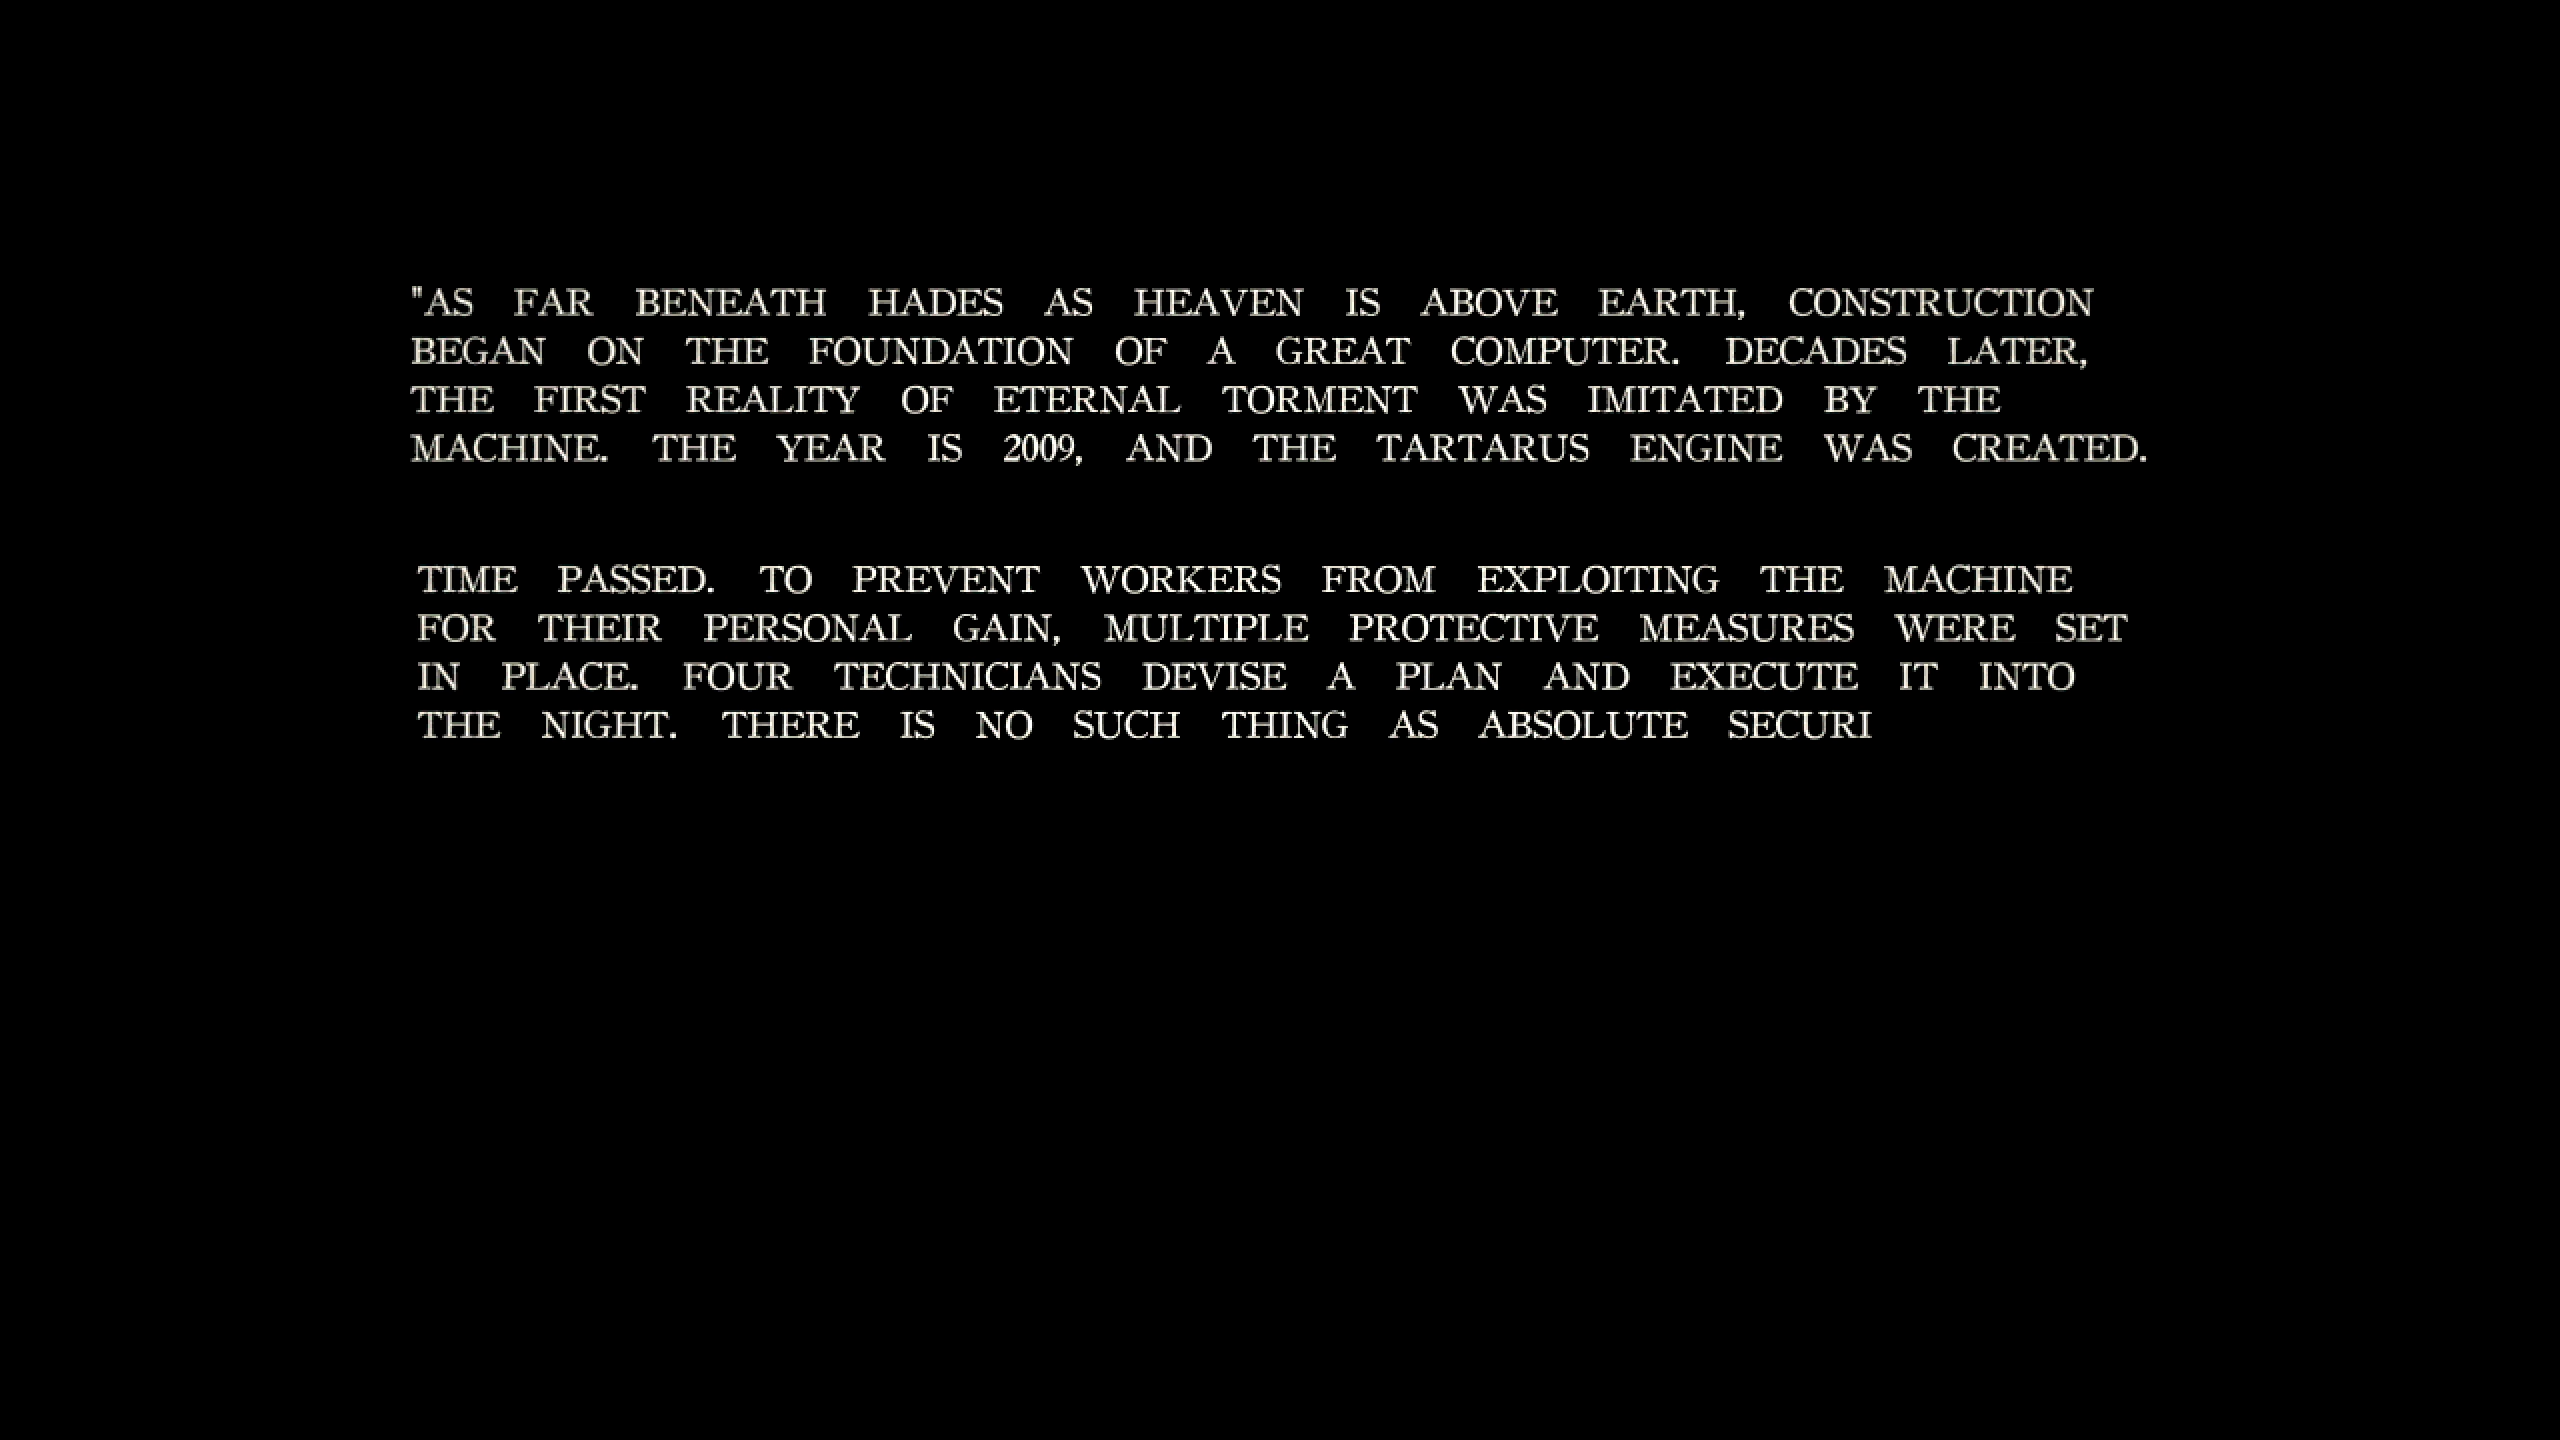 "AS FAR BENEATH HADES AS HEAVEN IS ABOVE EARTH, CONSTRUCTION
BEGAN ON THE FOUNDATION OF A GREAT COMPUTER. DECADES LATER,
THE FIRST REALITY OF ETERNAL TORMENT WAS IMITATED BY THE
MACHINE. THE YEAR IS 2009, AND THE TARTARUS ENGINE WAS CREATED.
TIME PASSED. TO PREVENT WORKERS FROM EXPLOITING THE MACHINE
FOR THEIR PERSONAL GAIN, MULTIPLE PROTECTIVE MEASURES WERE SET
IN PLACE. FOUR TECHNICIANS DEVISE A PLAN AND EXECUTE IT INTO
THE NIGHT. THERE IS NO SUCH THING AS ABSOLUTE SECURI